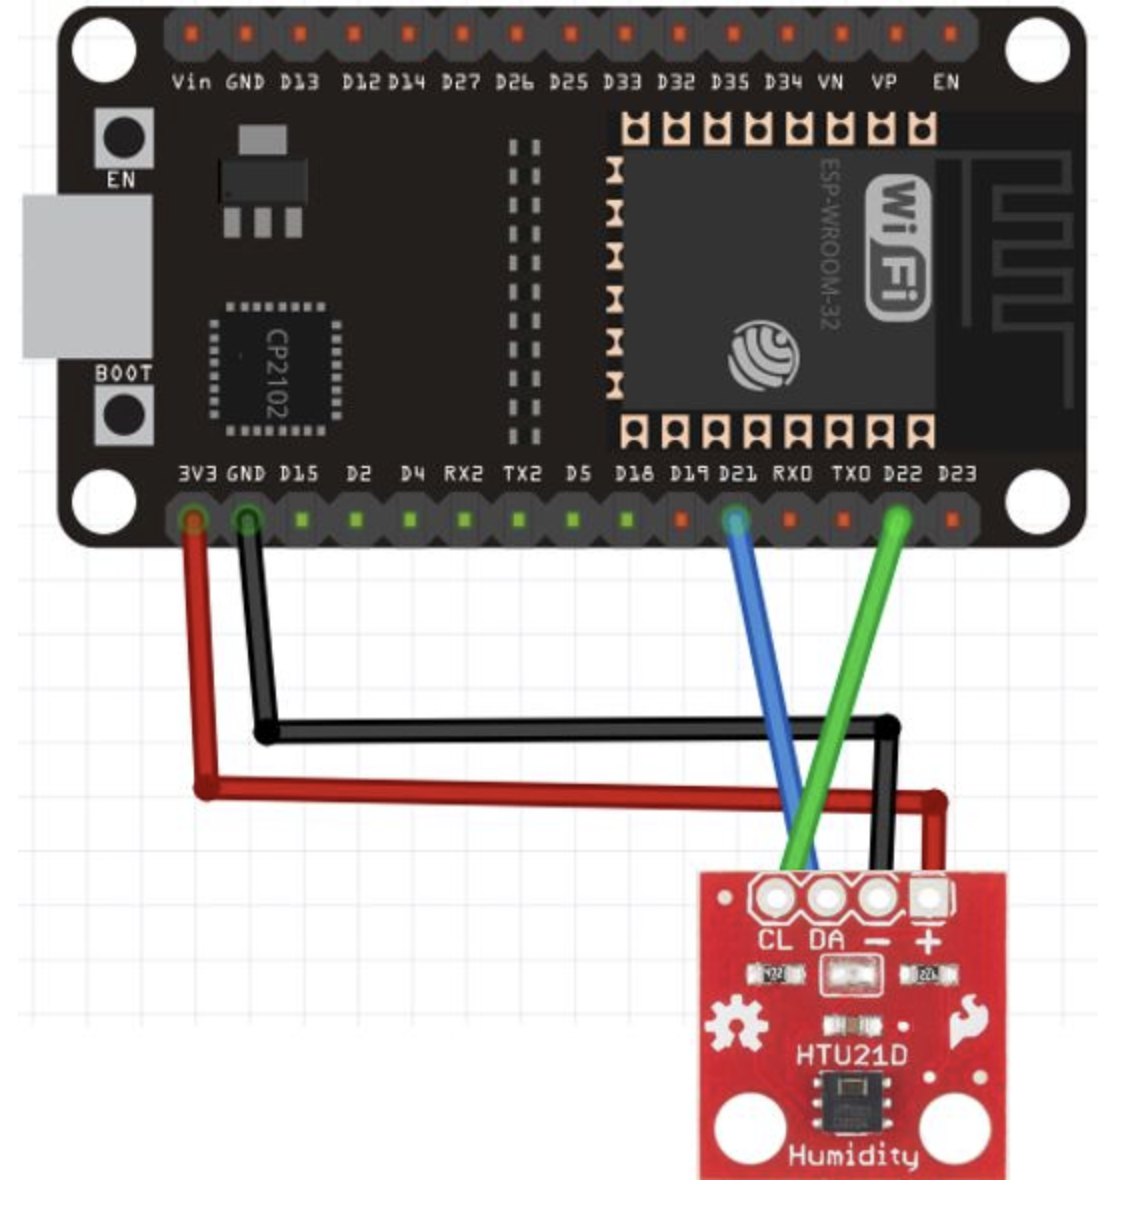 Vin GND D13 D12 D14 D27 D26 D25 D33 D32 D35 D34 VN VP EN
EN
ESP-WROOM-32
WiFi
CP2102
BOOT
3V3 GND D15 D2 D4 RX2 TX2 D5 D18 D19 D21 RX0 TX0 D22 D23
CL DA - +
472
HTU21D
Humidity